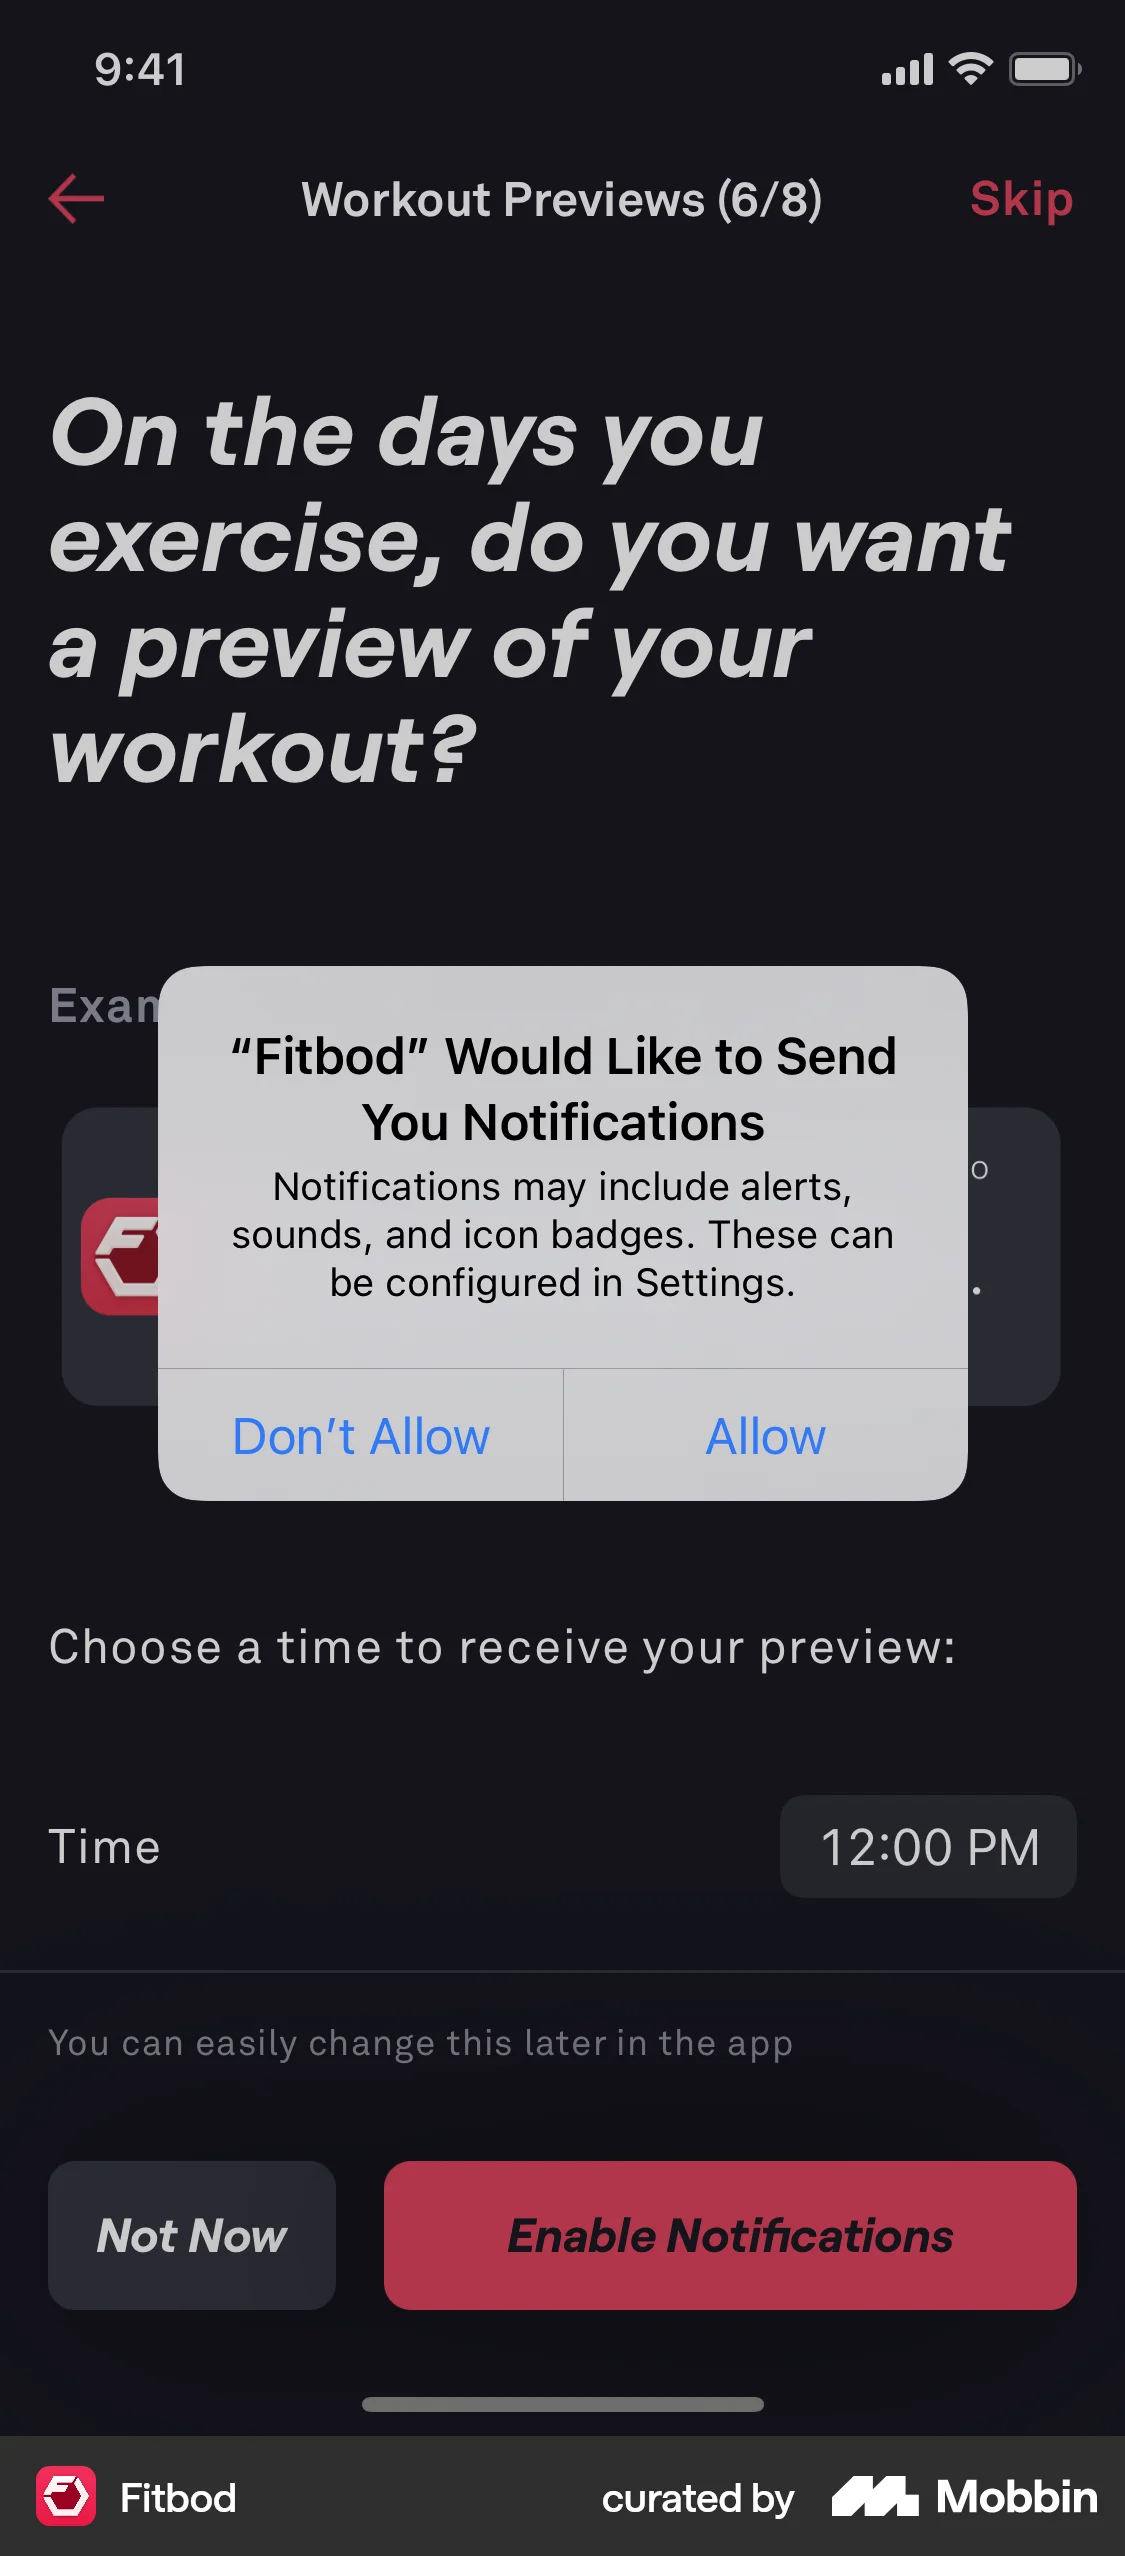 9:41
Workout Previews (6/8)
Skip
On the days you
exercise, do you want
a preview of your
workout?
“Fitbod” Would Like to Send
You Notifications
Notifications may include alerts,
sounds, and icon badges. These can
be configured in Settings.
Don’t Allow
Allow
Choose a time to receive your preview:
Time
12:00 PM
You can easily change this later in the app
Not Now
Enable Notifications
Fitbod
curated by
Mobbin